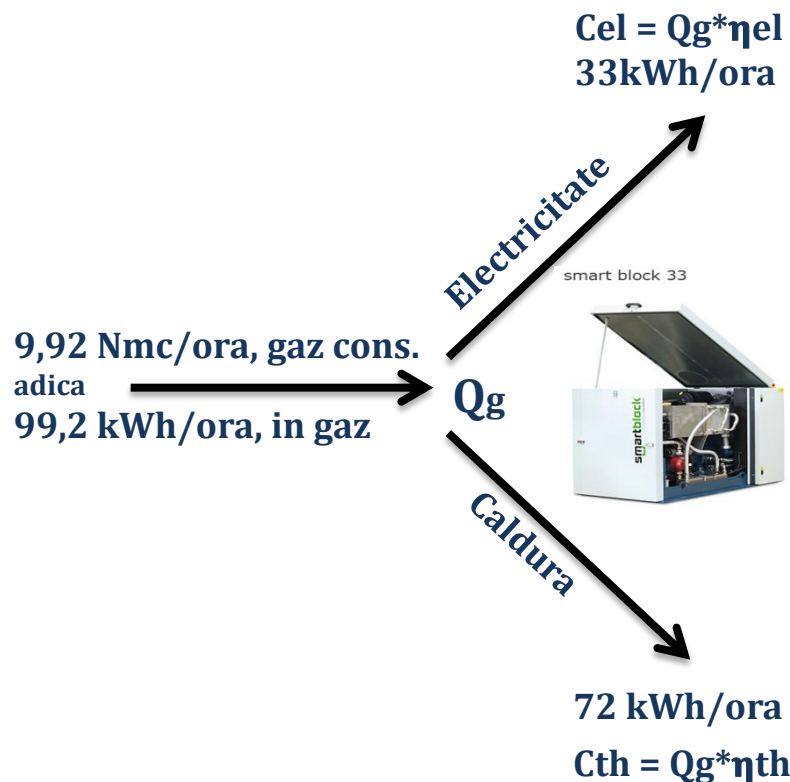 Cel = Qg*ηel
33kWh/ora
Electricitate
smart block 33
9,92 Nmc/ora, gaz cons.
adica
99,2 kWh/ora, in gaz
Qg
smartblock
Caldura
72 kWh/ora
Cth = Qg*ηth